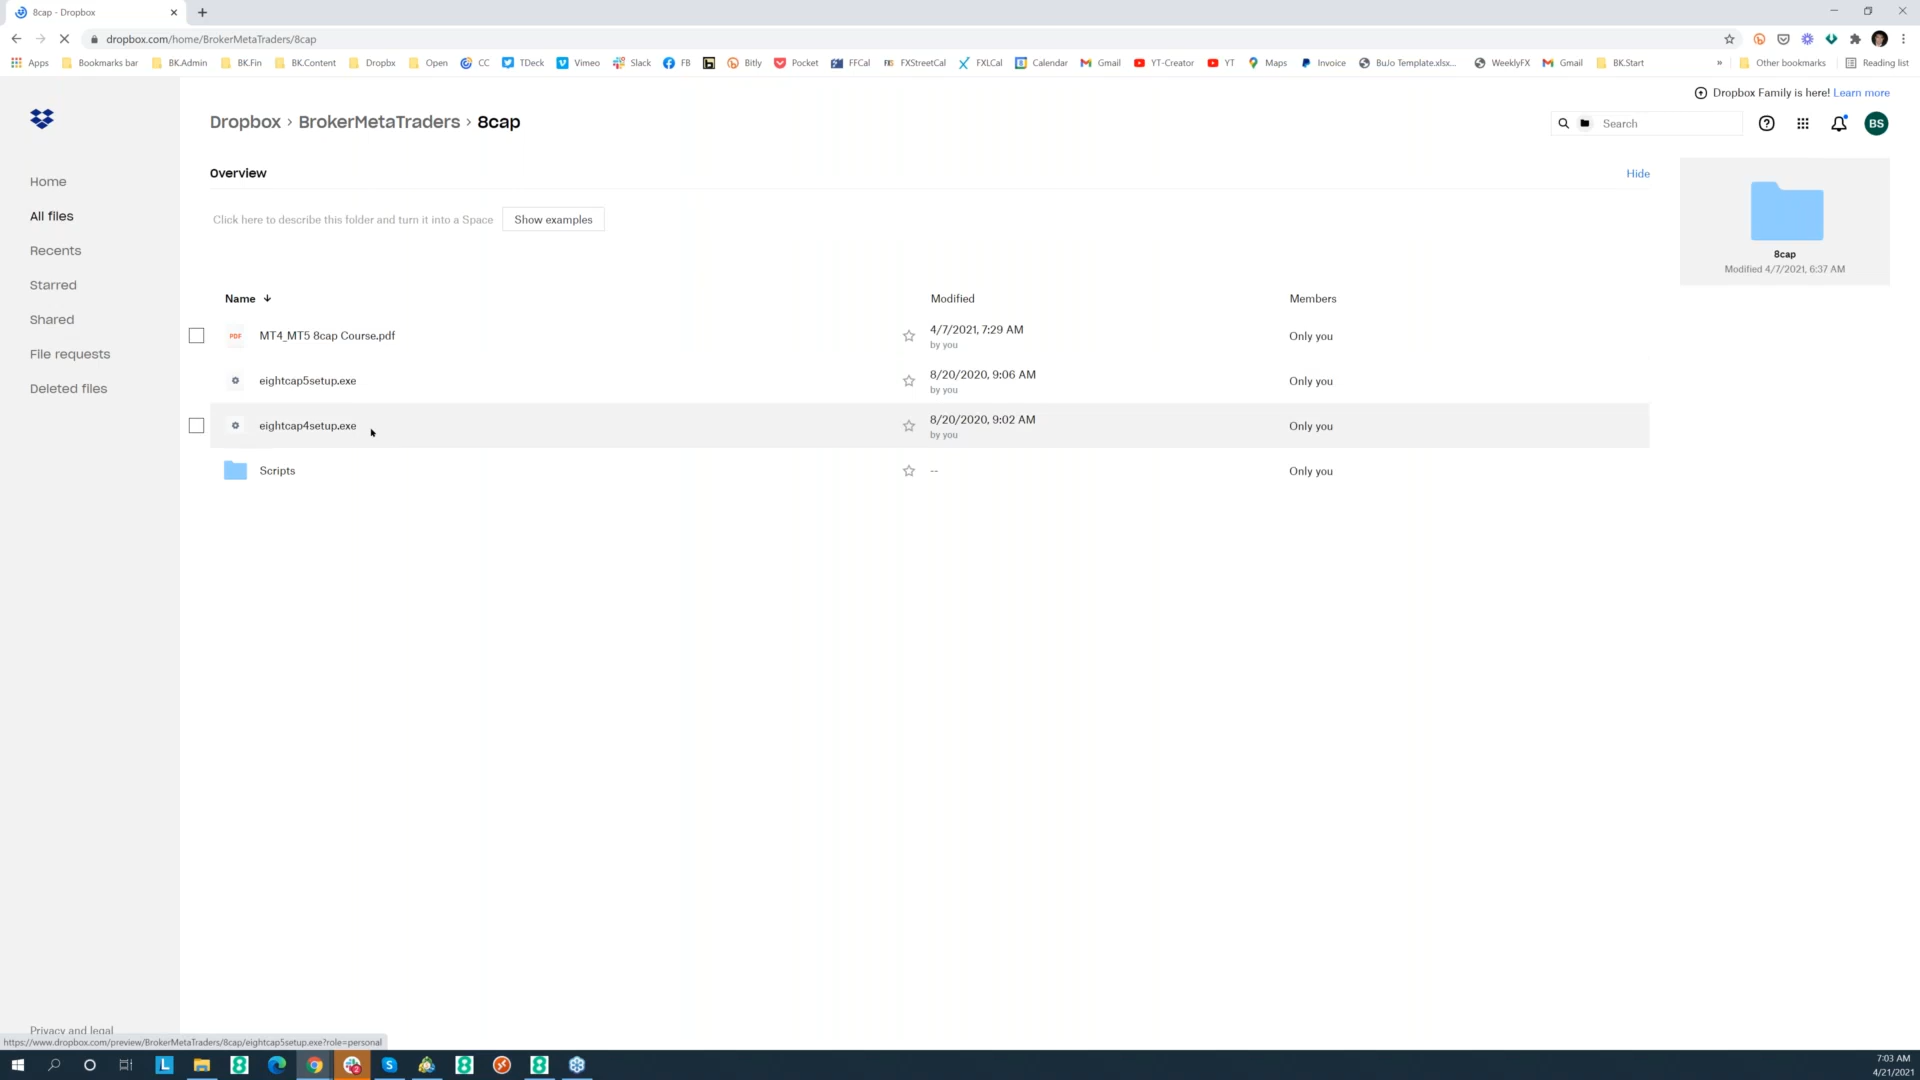 8cap - Dropbox
dropbox.com/home/BrokerMetaTraders/8cap
Apps Bookmarks bar BK.Admin BK.Fin BK.Content Dropbx Open CC TDeck Vimeo Slack FB Bitly Pocket FFCal FXStreetCal FXLCal Calendar Gmail YT-Creator YT Maps Invoice BuJo Template.xlsx... WeeklyFX Gmail BK.Start » Other bookmarks Reading list
Dropbox Family is here! Learn more
Dropbox › BrokerMetaTraders › 8cap
Search
BS
Overview
Hide
Click here to describe this folder and turn it into a Space
Show examples
8cap
Modified 4/7/2021, 6:37 AM
Home
All files
Recents
Starred
Shared
File requests
Deleted files
Name Modified Members
PDF MT4_MT5 8cap Course.pdf 4/7/2021, 7:29 AM Only you
by you
eightcap5setup.exe 8/20/2020, 9:06 AM Only you
by you
eightcap4setup.exe 8/20/2020, 9:02 AM Only you
by you
Scripts -- Only you
Privacy and legal
https://www.dropbox.com/preview/BrokerMetaTraders/8cap/eightcap5setup.exe?role=personal
7:03 AM
4/21/2021